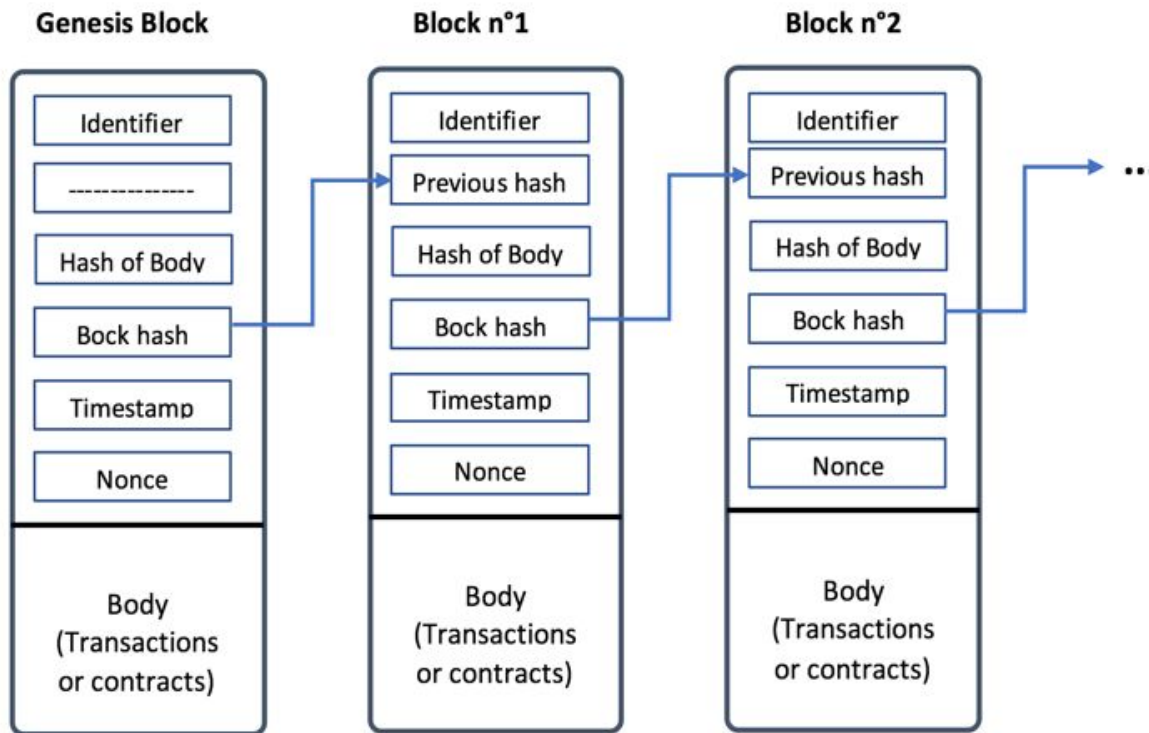 Genesis Block
Identifier
---------------
Hash of Body
Bock hash
Timestamp
Nonce
Body
(Transactions
or contracts)
Block n°1
Identifier
Previous hash
Hash of Body
Bock hash
Timestamp
Nonce
Body
(Transactions
or contracts)
Block n°2
Identifier
Previous hash
Hash of Body
Bock hash
Timestamp
Nonce
Body
(Transactions
or contracts)
...